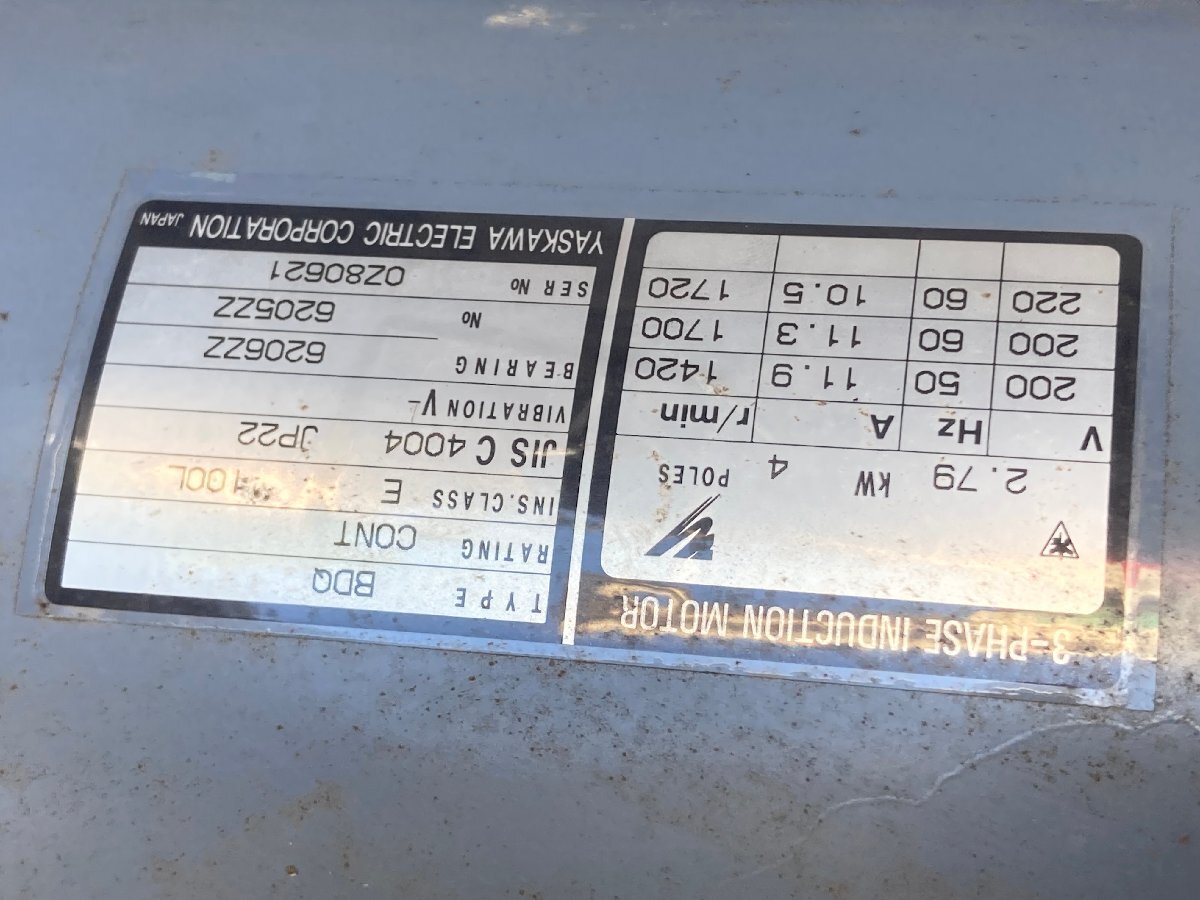 3-PHASE INDUCTION MOTOR
2.79 kW 4 POLES
V Hz A r/min
200 50 11.9 1420
200 60 11.3 1700
220 60 10.5 1720
TYPE BDQ
RATING CONT
INS.CLASS E 100L
JIS C 4004 JP22
VIBRATION V-
BEARING 6206ZZ
No 6205ZZ
SER No 0Z80621
YASKAWA ELECTRIC CORPORATION JAPAN